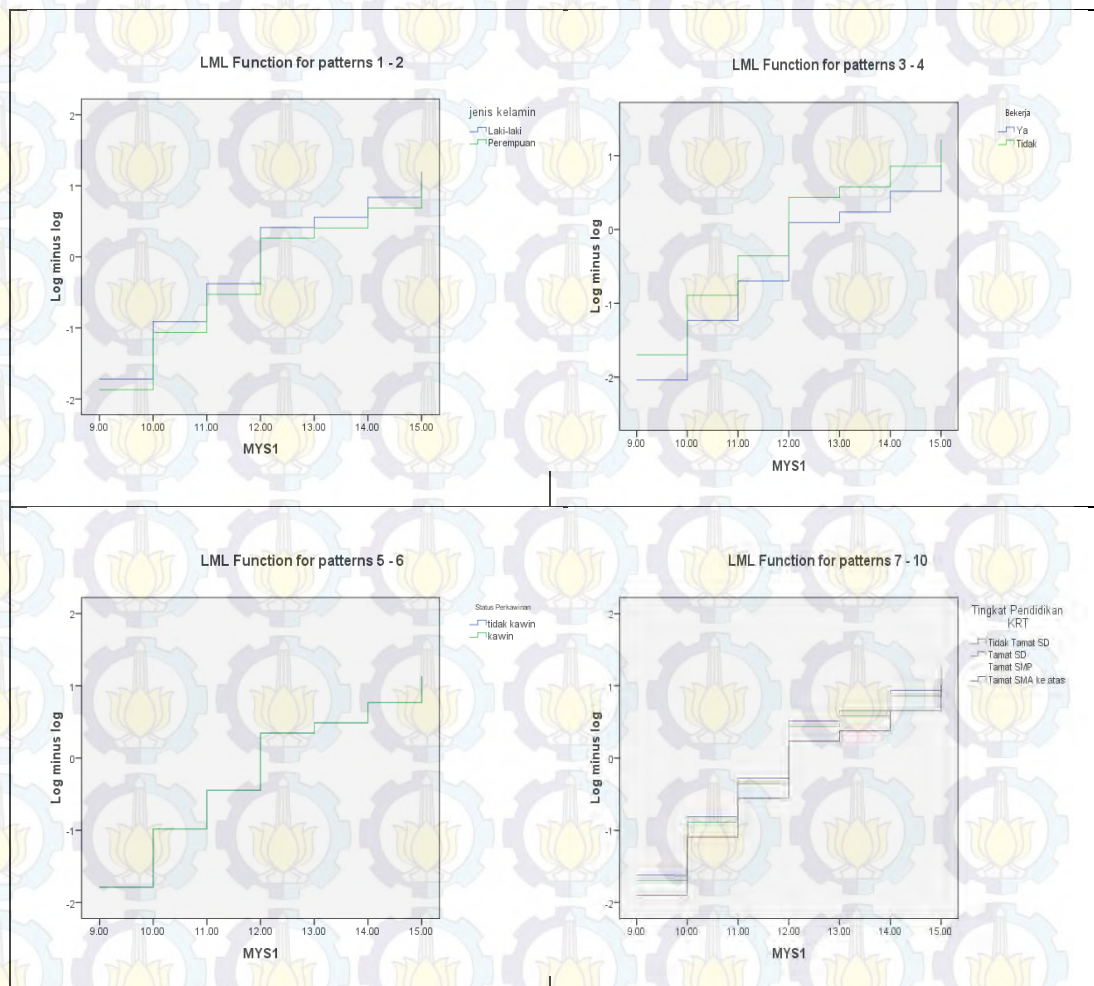 LML Function for patterns 1 - 2
jenis kelamin
Laki-laki
Perempuan
Log minus log
2
1
0
-1
-2
9.00 10.00 11.00 12.00 13.00 14.00 15.00
MYS1
LML Function for patterns 3 - 4
Bekerja
Ya
Tidak
Log minus log
1
0
-1
-2
9.00 10.00 11.00 12.00 13.00 14.00 15.00
MYS1
LML Function for patterns 5 - 6
Status Perkawinan
tidak kawin
kawin
Log minus log
2
1
0
-1
-2
9.00 10.00 11.00 12.00 13.00 14.00 15.00
MYS1
LML Function for patterns 7 - 10
Tingkat Pendidikan
KRT
Tidak Tamat SD
Tamat SD
Tamat SMP
Tamat SMA ke atas
Log minus log
2
1
0
-1
-2
9.00 10.00 11.00 12.00 13.00 14.00 15.00
MYS1